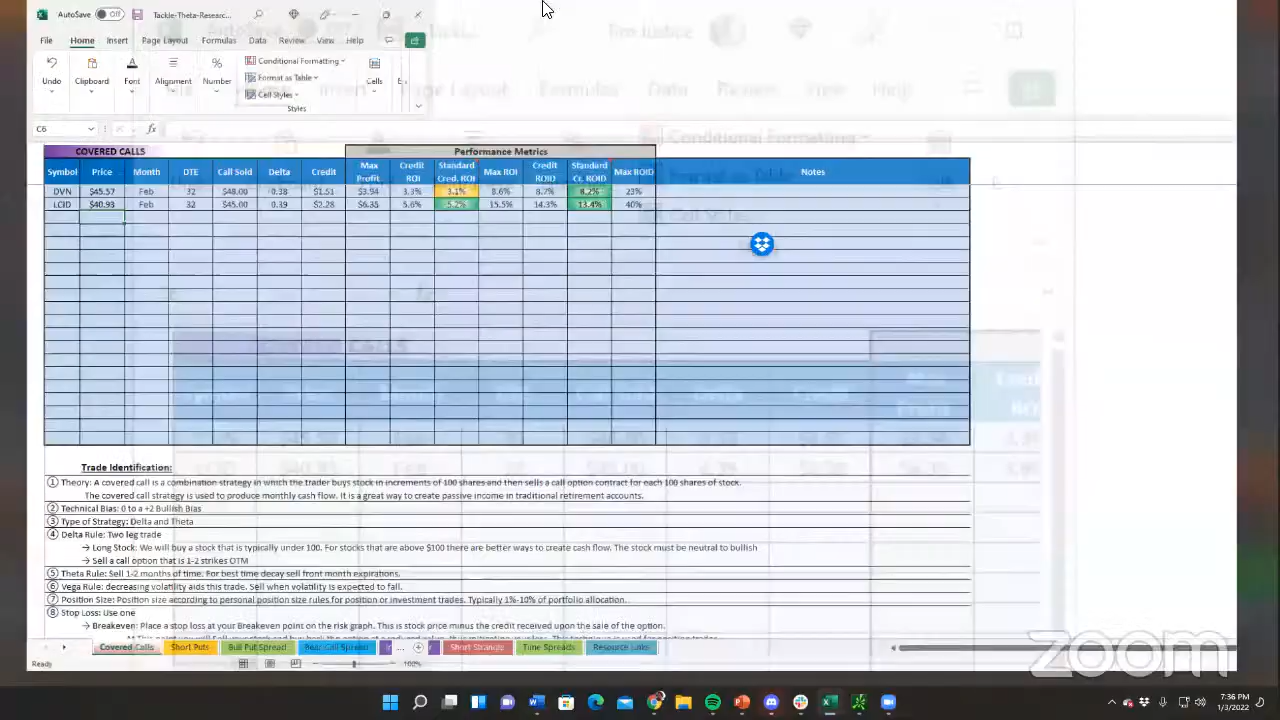 AutoSave Off Tackle-Theta-Researc...
File Home Insert Page Layout Formulas Data Review View Help
Undo Clipboard Font Alignment Number Conditional Formatting Cells
Format as Table
Cell Styles
Styles
C6 fx
COVERED CALLS Performance Metrics
Symbol Price Month DTE Call Sold Delta Credit Max Profit Credit ROI Standard Cred. ROI Max ROI Credit ROID Standard Cr. ROID Max ROID Notes
DVN $45.57 Feb 32 $48.00 0.38 $1.51 $3.94 3.3% 3.1% 8.6% 8.7% 8.2% 23%
LCID $40.93 Feb 32 $45.00 0.39 $2.28 $6.35 5.6% 5.2% 15.5% 14.3% 13.4% 40%
Trade Identification:
① Theory: A covered call is a combination strategy in which the trader buys stock in increments of 100 shares and then sells a call option contract for each 100 shares of stock.
The covered call strategy is used to produce monthly cash flow. It is a great way to create passive income in traditional retirement accounts.
② Technical Bias: 0 to a +2 Bullish Bias
③ Type of Strategy: Delta and Theta
④ Delta Rule: Two leg trade
→ Long Stock: We will buy a stock that is typically under 100. For stocks that are above $100 there are better ways to create cash flow. The stock must be neutral to bullish
→ Sell a call option that is 1-2 strikes OTM
⑤ Theta Rule: Sell 1-2 months of time. For best time decay sell front month expirations.
⑥ Vega Rule: decreasing volatility aids this trade. Sell when volatility is expected to fall.
⑦ Position Size: Position size according to personal position size rules for position or investment trades. Typically 1%-10% of portfolio allocation.
⑧ Stop Loss: Use one
→ Breakeven: Place a stop loss at your Breakeven point on the risk graph. This is stock price minus the credit received upon the sale of the option.
Covered Calls Short Puts Bull Put Spread Bear Call Spread ... Short Strangle Time Spreads Resource Links
Ready 100%
zoom
7:36 PM
1/3/2022